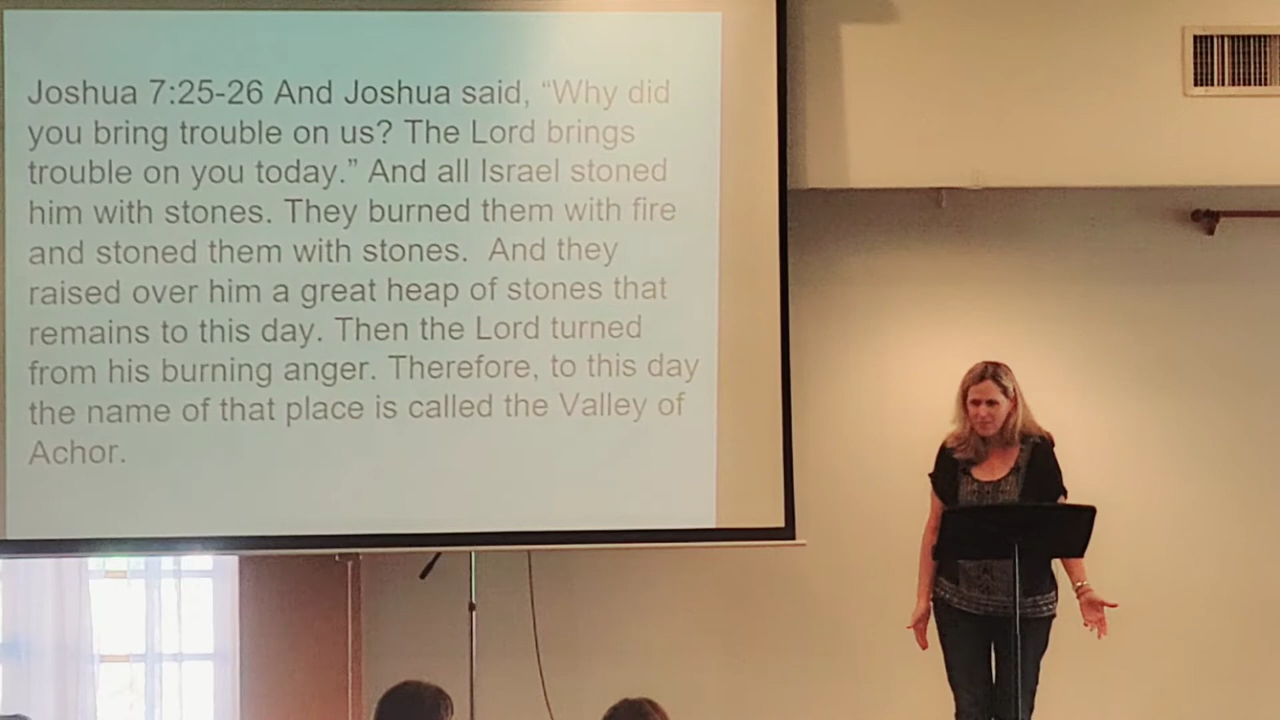 Joshua 7:25-26 And Joshua said, “Why did
you bring trouble on us? The Lord brings
trouble on you today.” And all Israel stoned
him with stones. They burned them with fire
and stoned them with stones.  And they
raised over him a great heap of stones that
remains to this day. Then the Lord turned
from his burning anger. Therefore, to this day
the name of that place is called the Valley of
Achor.